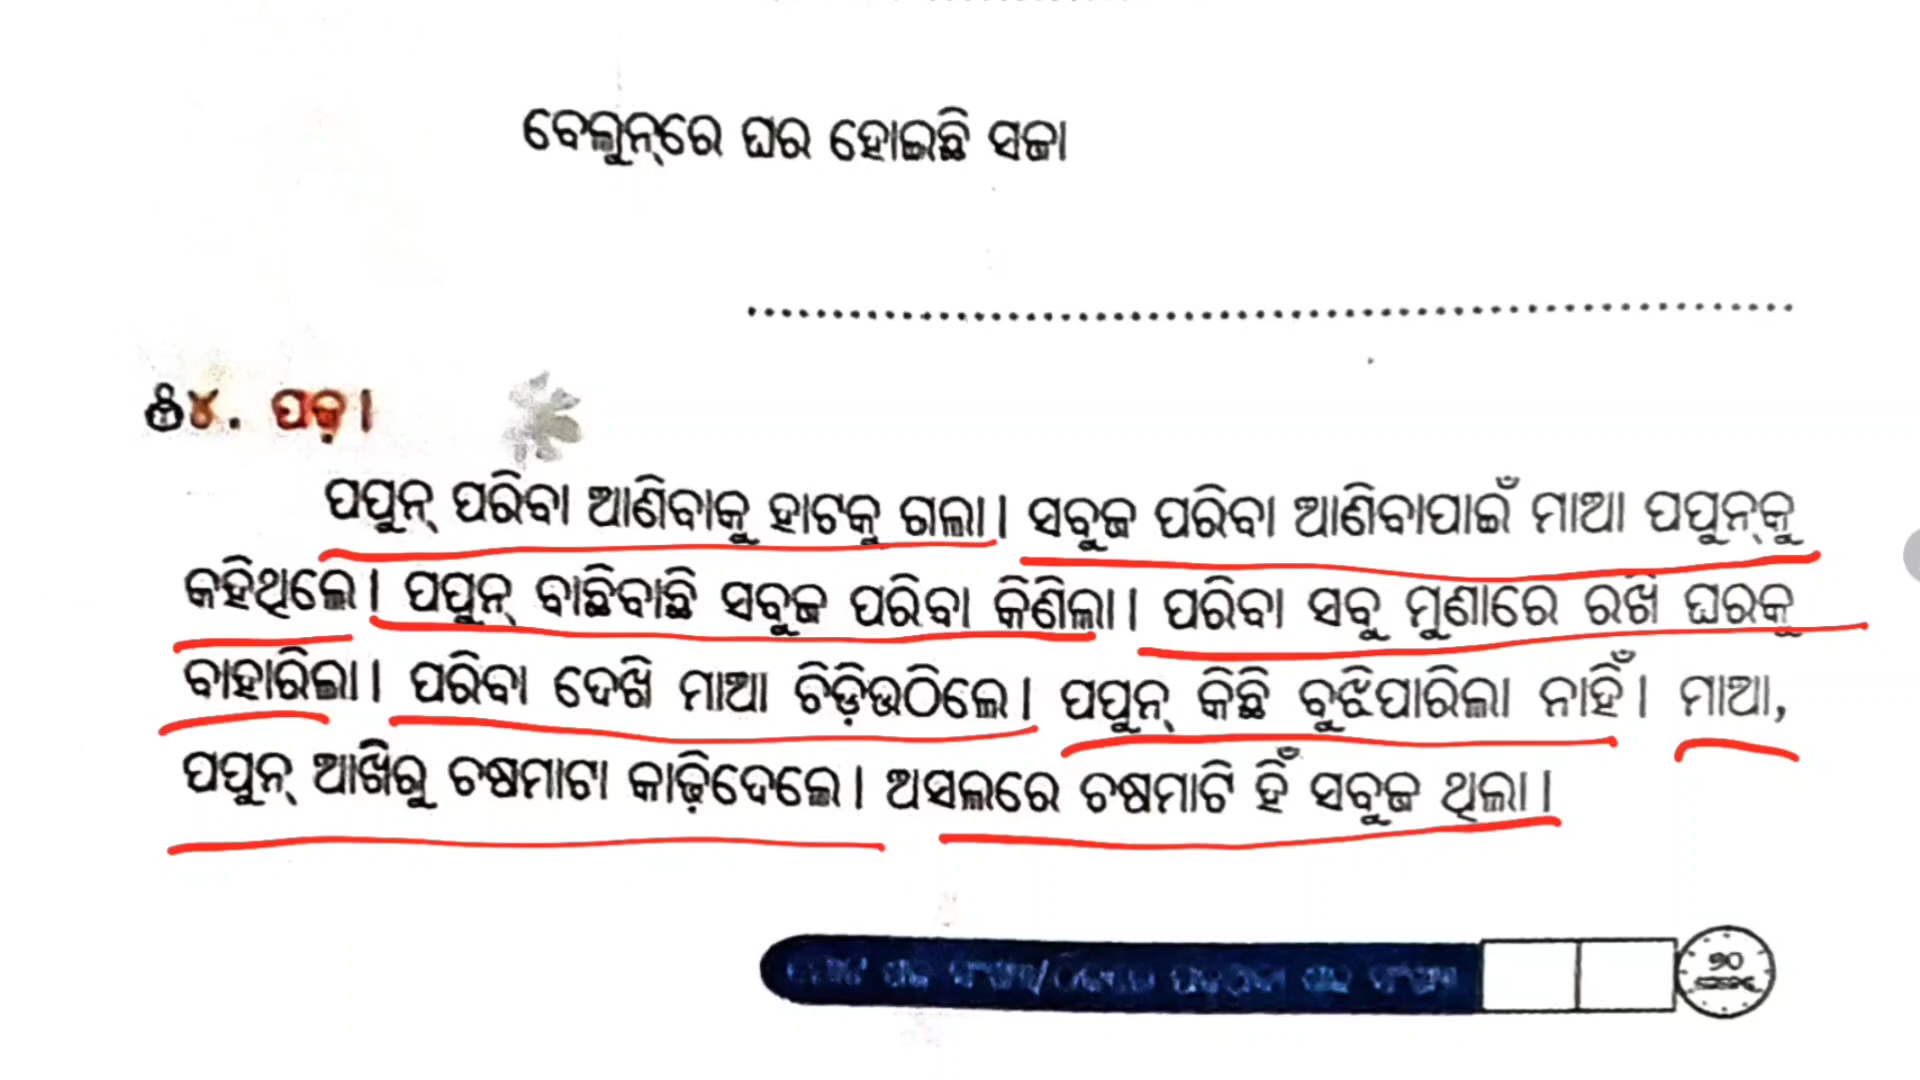 ବେଲୁନ୍‌ରେ ଘର ହୋଇଛି ସଜା
୪. ପଢ଼।
ପପୁନ୍ ପରିବା ଆଣିବାକୁ ହାଟକୁ ଗଲା। ସବୁଜ ପରିବା ଆଣିବାପାଇଁ ମାଆ ପପୁନ୍‌କୁ
କହିଥିଲେ। ପପୁନ୍ ବାଛିବାଛି ସବୁଜ ପରିବା କିଣିଲା। ପରିବା ସବୁ ମୁଣାରେ ରଖି ଘରକୁ
ବାହାରିଲା। ପରିବା ଦେଖି ମାଆ ଚିଡ଼ିଉଠିଲେ। ପପୁନ୍ କିଛି ବୁଝିପାରିଲା ନାହିଁ। ମାଆ,
ପପୁନ୍ ଆଖିରୁ ଚଷମାଟା କାଢ଼ିଦେଲେ। ଅସଲରେ ଚଷମାଟି ହିଁ ସବୁଜ ଥିଲା।